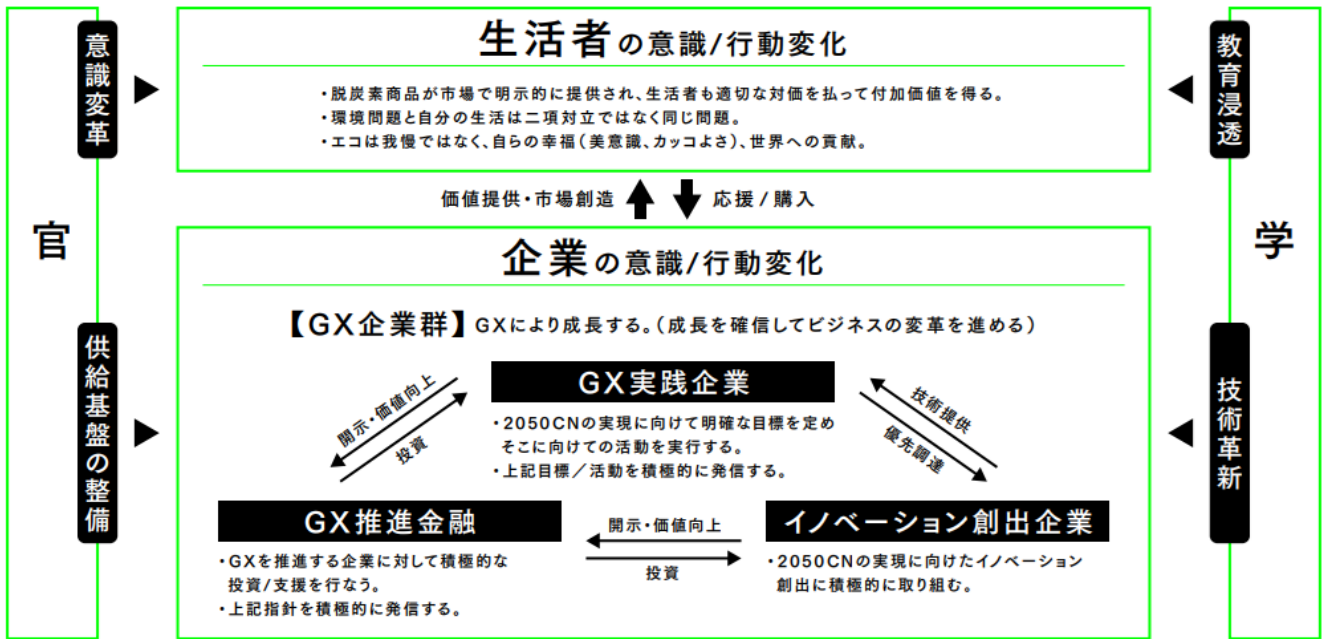 生活者の意識/行動変化
・脱炭素商品が市場で明示的に提供され、生活者も適切な対価を払って付加価値を得る。
・環境問題と自分の生活は二項対立ではなく同じ問題。
・エコは我慢ではなく、自らの幸福（美意識、カッコよさ）、世界への貢献。
意識変革
教育浸透
価値提供・市場創造
応援/購入
官
学
企業の意識/行動変化
【GX企業群】GXにより成長する。（成長を確信してビジネスの変革を進める）
供給基盤の整備
技術革新
GX実践企業
・2050CNの実現に向けて明確な目標を定め
そこに向けての活動を実行する。
・上記目標／活動を積極的に発信する。
開示・価値向上
投資
技術提供
優先調達
GX推進金融
・GXを推進する企業に対して積極的な
投資/支援を行なう。
・上記指針を積極的に発信する。
開示・価値向上
投資
イノベーション創出企業
・2050CNの実現に向けたイノベーション
創出に積極的に取り組む。